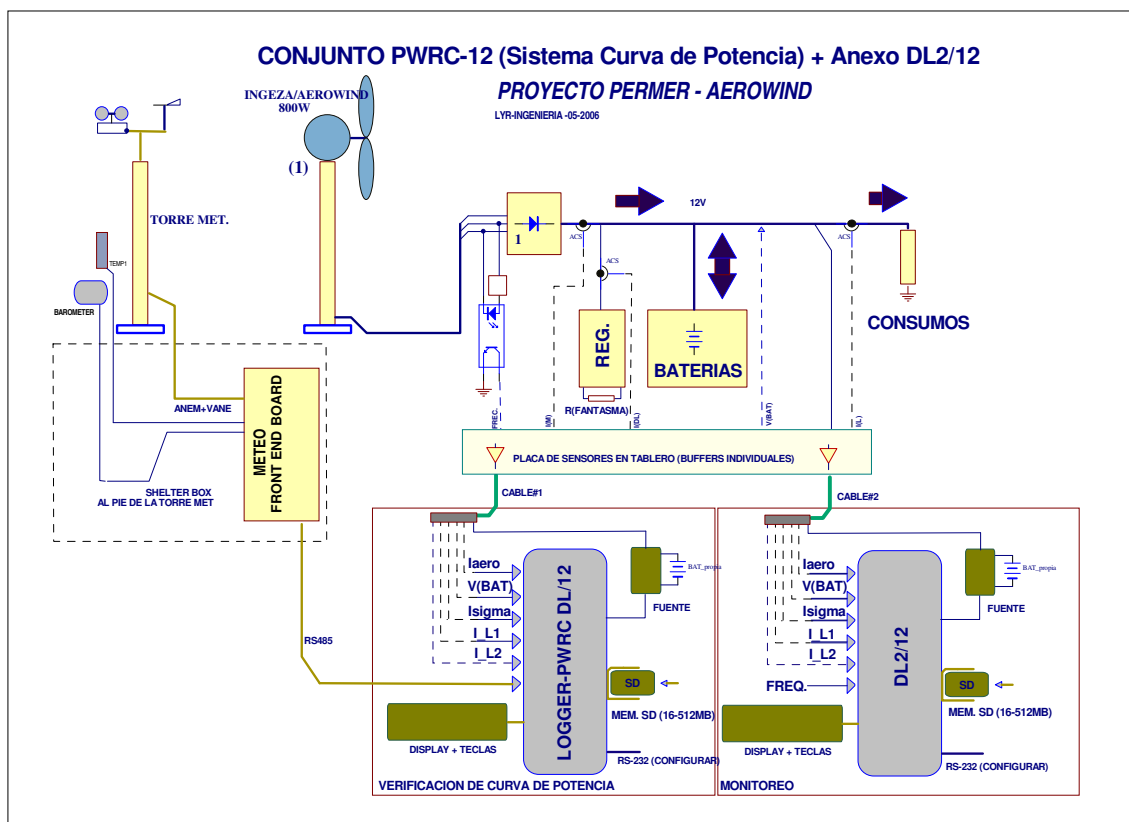 CONJUNTO PWRC-12 (Sistema Curva de Potencia) + Anexo DL2/12
PROYECTO PERMER - AEROWIND
LYR-INGENIERIA -05-2006
INGEZA/AEROWIND
800W
(1)
TORRE MET.
TEMP1
BAROMETER
1
12V
ACS
ACS
ACS
REG.
R(FANTASMA)
BATERIAS
CONSUMOS
FREC.
I(M)
I(DL)
V(BAT)
I(L)
ANEM+VANE
METEO
FRONT END BOARD
SHELTER BOX
AL PIE DE LA TORRE MET
RS485
PLACA DE SENSORES EN TABLERO (BUFFERS INDIVIDUALES)
CABLE#1
CABLE#2
Iaero
V(BAT)
Isigma
I_L1
I_L2
LOGGER-PWRC DL/12
BAT_propia
FUENTE
SD
MEM. SD (16-512MB)
DISPLAY + TECLAS
RS-232 (CONFIGURAR)
VERIFICACION DE CURVA DE POTENCIA
Iaero
V(BAT)
Isigma
I_L1
I_L2
FREQ.
DL2/12
BAT_propia
FUENTE
SD
MEM. SD (16-512MB)
DISPLAY + TECLAS
RS-232 (CONFIGURAR)
MONITOREO